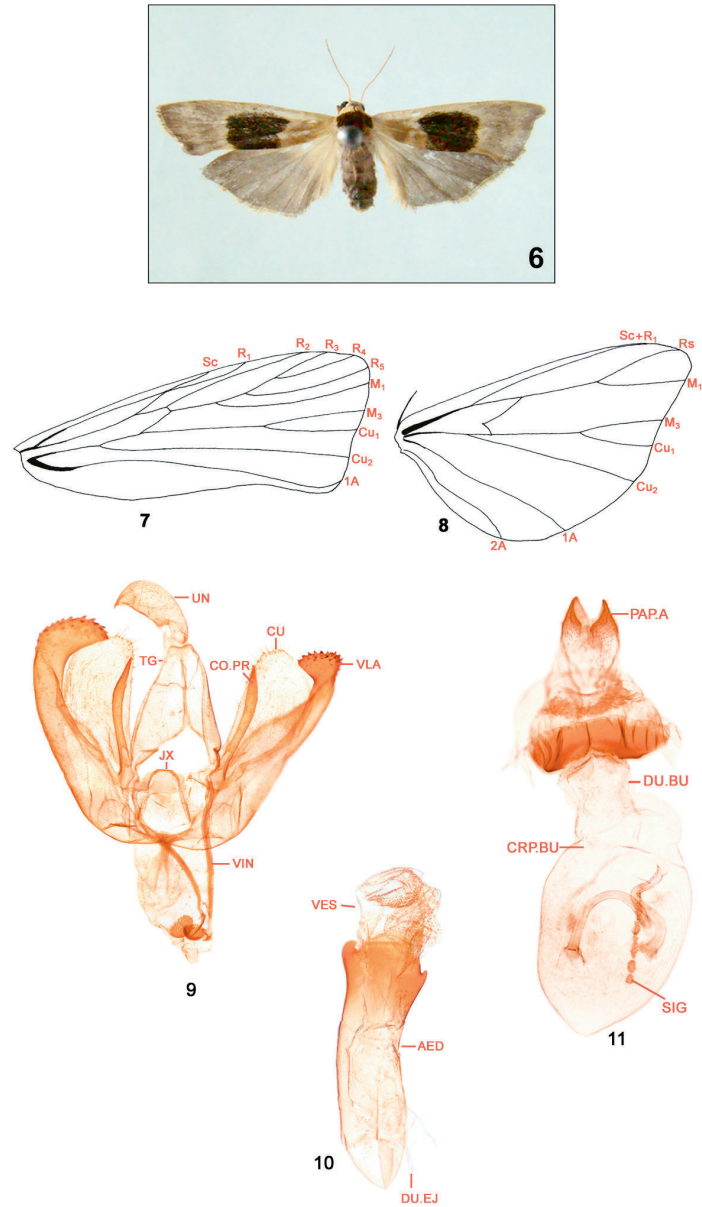 6
Sc R₁ R₂ R₃ R₄
R₅
M₁
M₃
Cu₁
Cu₂
1A
7
Sc+R₁ Rs
M₁
M₃
Cu₁
Cu₂
1A
2A
8
UN
TG
CU
CO.PR
VLA
JX
VIN
9
VES
AED
DU.EJ
10
PAP.A
DU.BU
CRP.BU
SIG
11